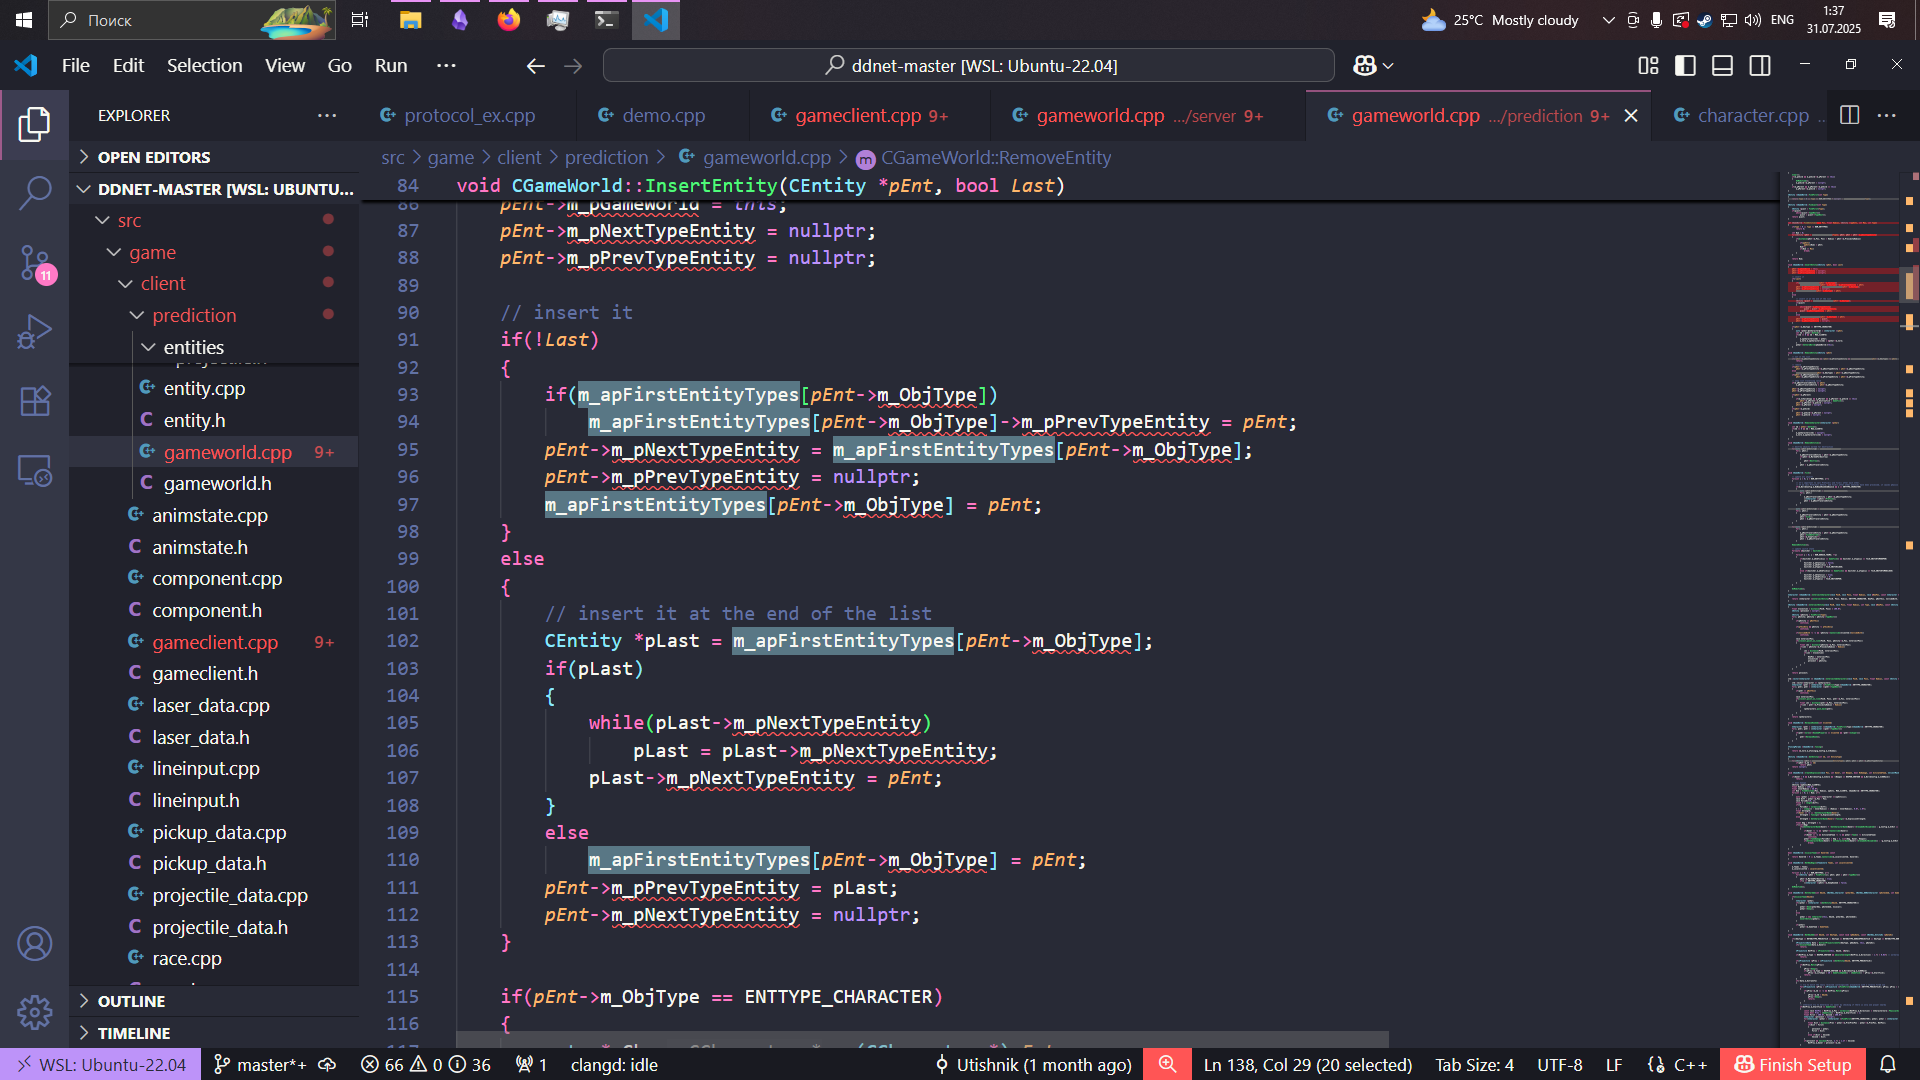 Поиск
25°C Mostly cloudy
ENG
1:37
31.07.2025
File Edit Selection View Go Run ···
ddnet-master [WSL: Ubuntu-22.04]
EXPLORER
protocol_ex.cpp
demo.cpp
gameclient.cpp 9+
gameworld.cpp .../server 9+
gameworld.cpp .../prediction 9+
character.cpp ..
OPEN EDITORS
DDNET-MASTER [WSL: UBUNTU...
src
game
client
prediction
entities
entity.cpp
entity.h
gameworld.cpp 9+
gameworld.h
animstate.cpp
animstate.h
component.cpp
component.h
gameclient.cpp 9+
gameclient.h
laser_data.cpp
laser_data.h
lineinput.cpp
lineinput.h
pickup_data.cpp
pickup_data.h
projectile_data.cpp
projectile_data.h
race.cpp
OUTLINE
TIMELINE
11
src > game > client > prediction > gameworld.cpp > CGameWorld::RemoveEntity
84 void CGameWorld::InsertEntity(CEntity *pEnt, bool Last)
86 pEnt->m_pGameWorld = this;
87 pEnt->m_pNextTypeEntity = nullptr;
88 pEnt->m_pPrevTypeEntity = nullptr;
89
90 // insert it
91 if(!Last)
92 {
93 if(m_apFirstEntityTypes[pEnt->m_ObjType])
94 m_apFirstEntityTypes[pEnt->m_ObjType]->m_pPrevTypeEntity = pEnt;
95 pEnt->m_pNextTypeEntity = m_apFirstEntityTypes[pEnt->m_ObjType];
96 pEnt->m_pPrevTypeEntity = nullptr;
97 m_apFirstEntityTypes[pEnt->m_ObjType] = pEnt;
98 }
99 else
100 {
101 // insert it at the end of the list
102 CEntity *pLast = m_apFirstEntityTypes[pEnt->m_ObjType];
103 if(pLast)
104 {
105 while(pLast->m_pNextTypeEntity)
106 pLast = pLast->m_pNextTypeEntity;
107 pLast->m_pNextTypeEntity = pEnt;
108 }
109 else
110 m_apFirstEntityTypes[pEnt->m_ObjType] = pEnt;
111 pEnt->m_pPrevTypeEntity = pLast;
112 pEnt->m_pNextTypeEntity = nullptr;
113 }
114
115 if(pEnt->m_ObjType == ENTTYPE_CHARACTER)
116 {
WSL: Ubuntu-22.04 master*+ 66 0 36 1 clangd: idle Utishnik (1 month ago) Ln 138, Col 29 (20 selected) Tab Size: 4 UTF-8 LF {} C++ Finish Setup